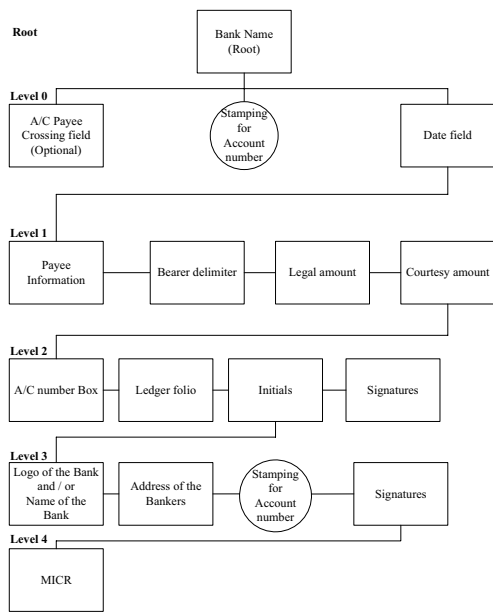 Root
Bank Name
(Root)
Level 0
A/C Payee
Crossing field
(Optional)
Stamping
for
Account
number
Date field
Level 1
Payee
Information
Bearer delimiter
Legal amount
Courtesy amount
Level 2
A/C number Box
Ledger folio
Initials
Signatures
Level 3
Logo of the Bank
and / or
Name of the
Bank
Address of the
Bankers
Stamping
for
Account
number
Signatures
Level 4
MICR